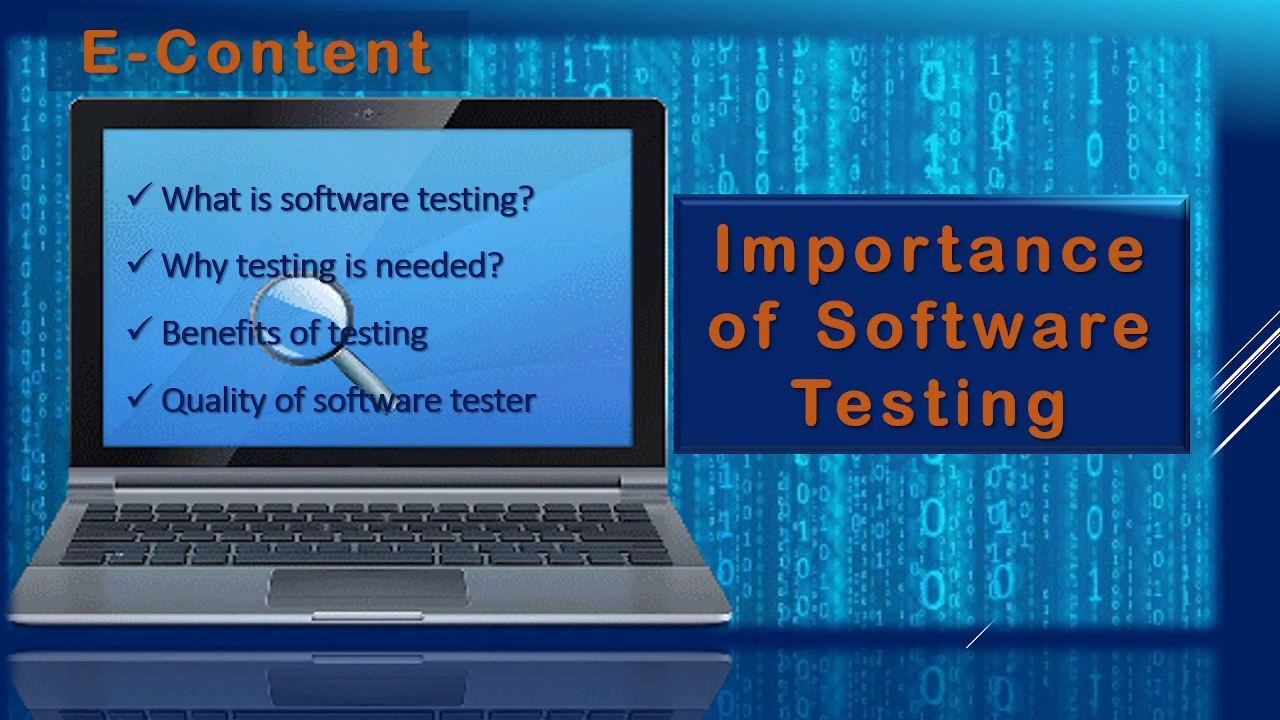 E-Content
✓ What is software testing?
✓ Why testing is needed?
✓ Benefits of testing
✓ Quality of software tester
Importance
of Software
Testing